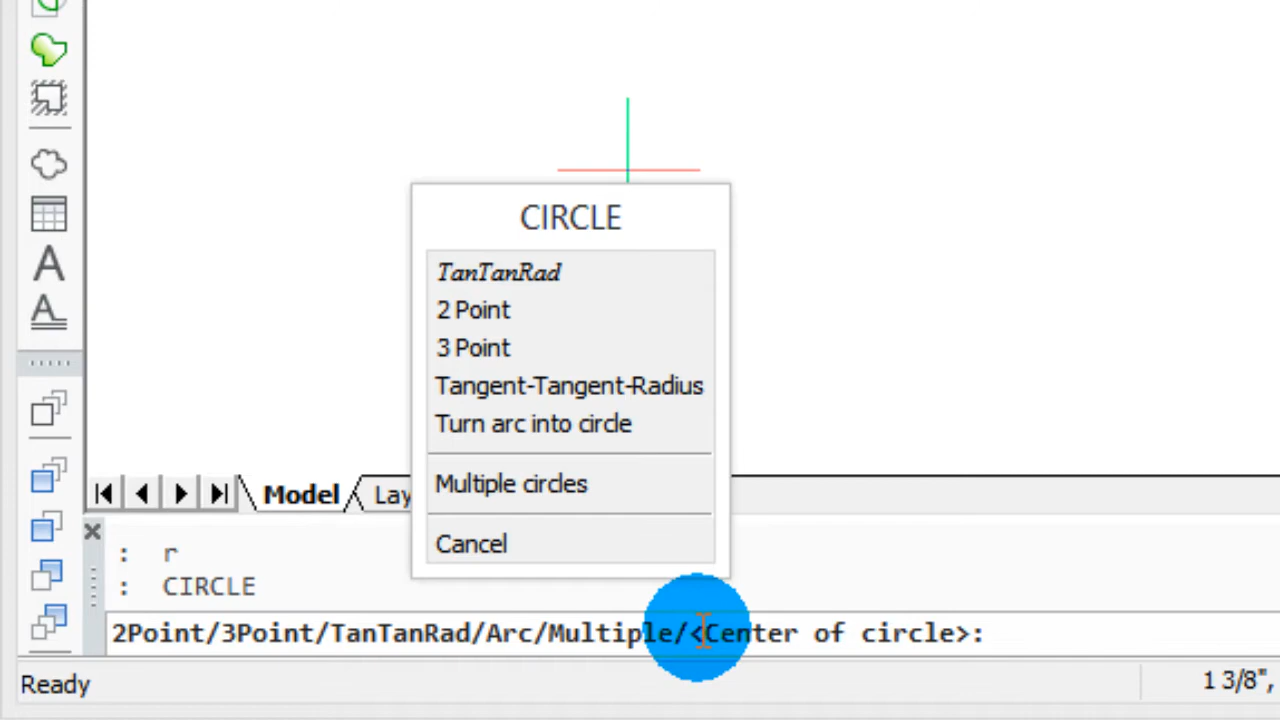 CIRCLE
TanTanRad
2 Point
3 Point
Tangent-Tangent-Radius
Turn arc into circle
Multiple circles
Cancel
A
A
Model
Lay
: r
: CIRCLE
2Point/3Point/TanTanRad/Arc/Multiple/<Center of circle>:
Ready
1 3/8",